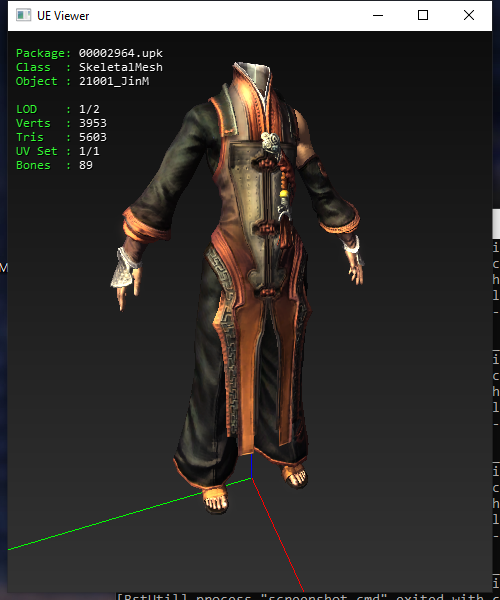 UE Viewer
Package: 00002964.upk
Class  : SkeletalMesh
Object : 21001_JinM
LOD    : 1/2
Verts  : 3953
Tris   : 5603
UV Set : 1/1
Bones  : 89
M
i
c
h
l
-
i
c
h
l
-
i
c
h
l
-
i
[BstUtil] process "screenshot.cmd" exited with c